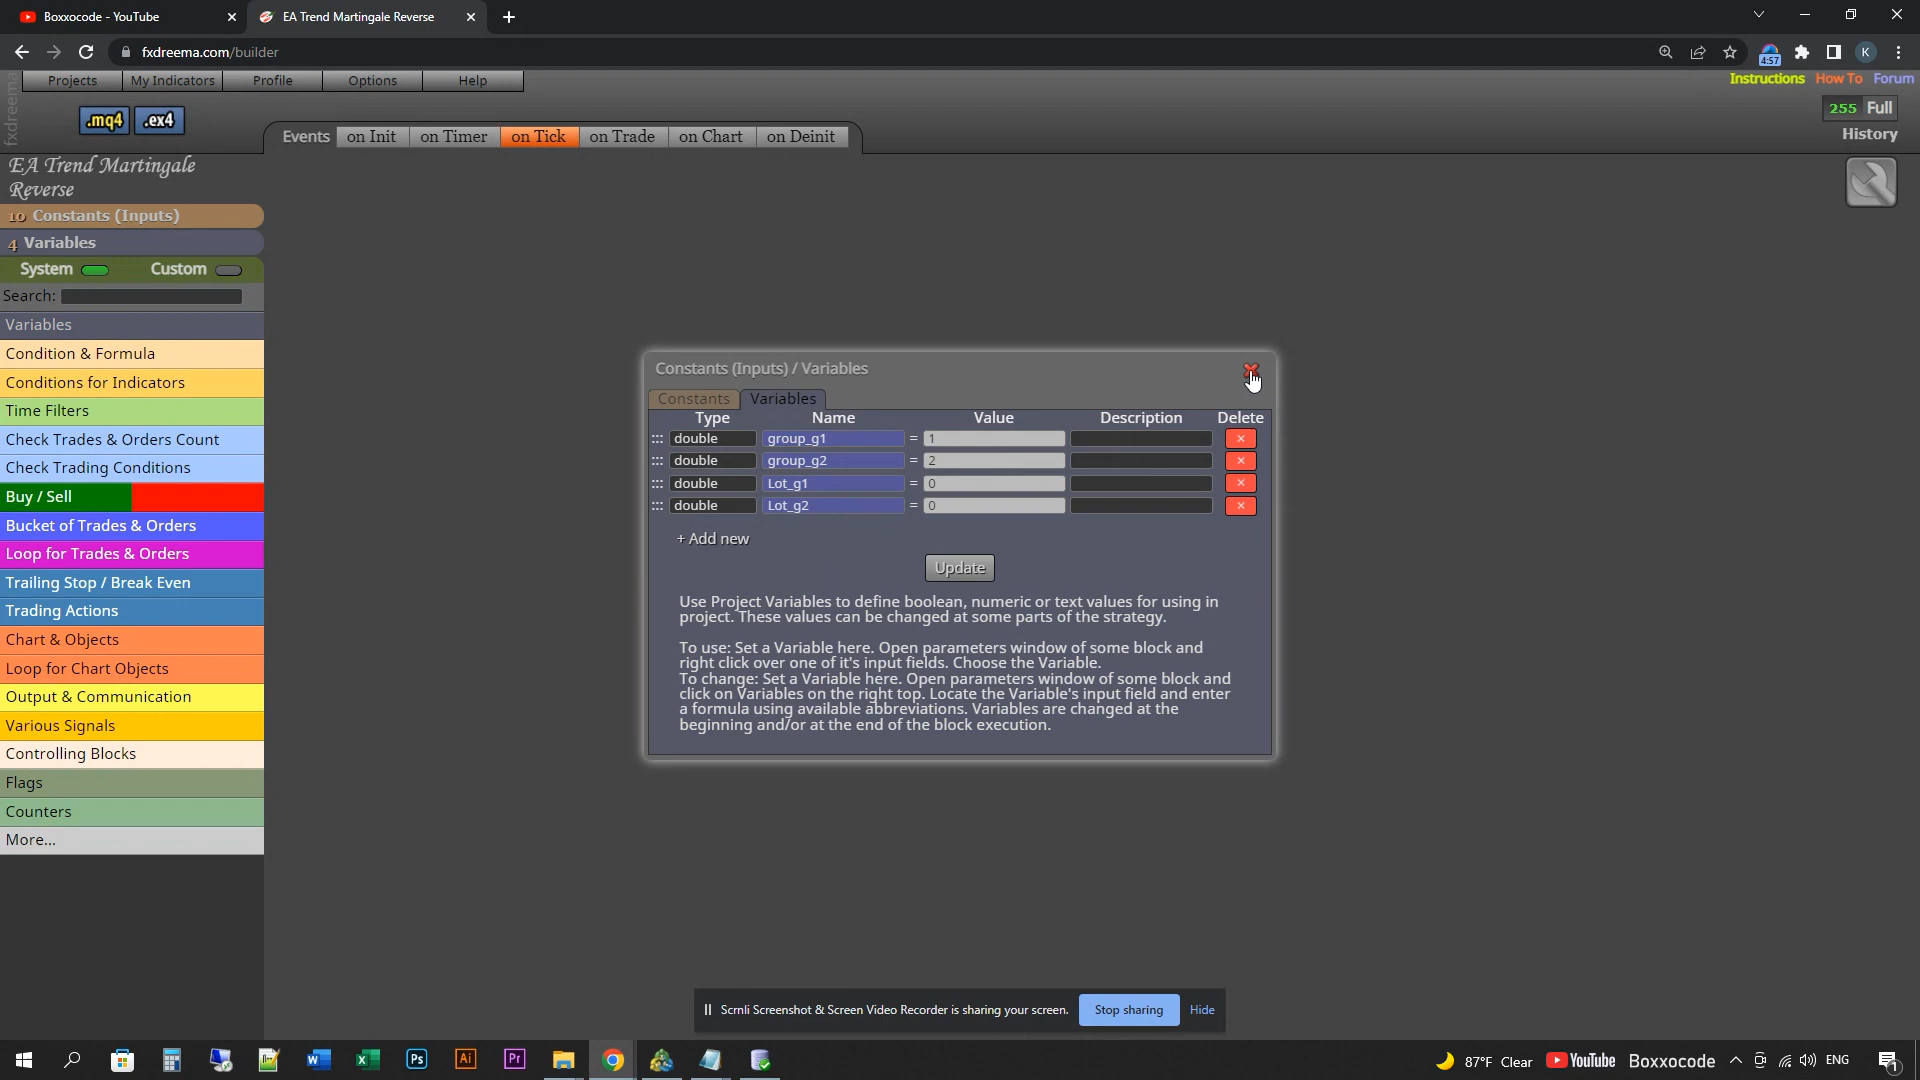 Boxxocode - YouTube
EA Trend Martingale Reverse
fxdreema.com/builder
4:57
K
Projects
My Indicators
Profile
Options
Help
Instructions
How To
Forum
fxdreema
.mq4
.ex4
255 Full
History
Events
on Init
on Timer
on Tick
on Trade
on Chart
on Deinit
EA Trend Martingale
Reverse
10 Constants (Inputs)
4 Variables
System
Custom
Search:
Variables
Condition & Formula
Conditions for Indicators
Time Filters
Check Trades & Orders Count
Check Trading Conditions
Buy / Sell
Bucket of Trades & Orders
Loop for Trades & Orders
Trailing Stop / Break Even
Trading Actions
Chart & Objects
Loop for Chart Objects
Output & Communication
Various Signals
Controlling Blocks
Flags
Counters
More...
Constants (Inputs) / Variables
Constants
Variables
Type Name Value Description Delete
::: double group_g1 = 1 ×
::: double group_g2 = 2 ×
::: double Lot_g1 = 0 ×
::: double Lot_g2 = 0 ×
+ Add new
Update
Use Project Variables to define boolean, numeric or text values for using in
project. These values can be changed at some parts of the strategy.
To use: Set a Variable here. Open parameters window of some block and
right click over one of it's input fields. Choose the Variable.
To change: Set a Variable here. Open parameters window of some block and
click on Variables on the right top. Locate the Variable's input field and enter
a formula using available abbreviations. Variables are changed at the
beginning and/or at the end of the block execution.
Scrnli Screenshot & Screen Video Recorder is sharing your screen.
Stop sharing
Hide
Ps
Ai
Pr
87°F Clear
YouTube
Boxxocode
ENG
1